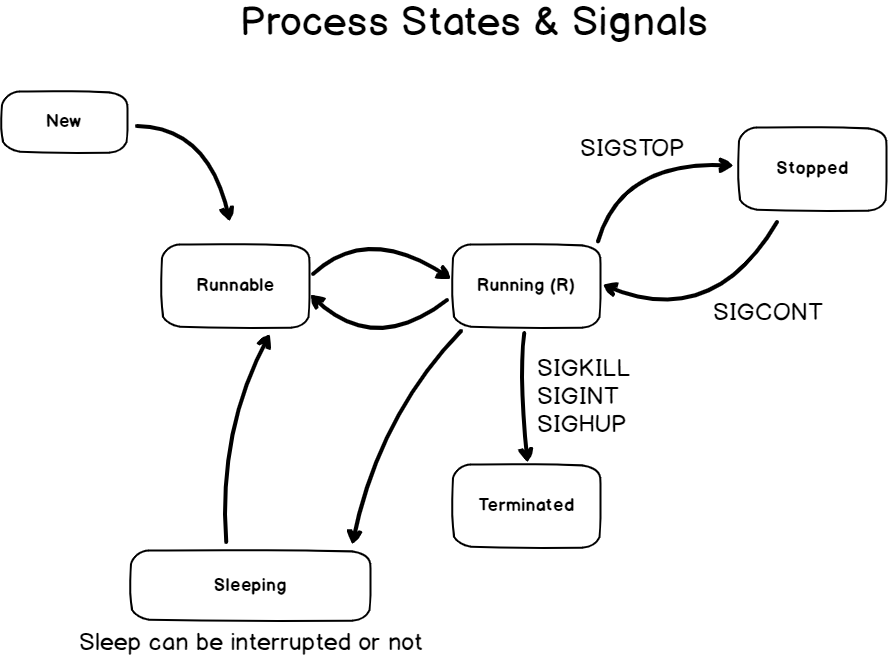 Process States & Signals
New
SIGSTOP
Stopped
Runnable
Running (R)
SIGCONT
SIGKILL
SIGINT
SIGHUP
Terminated
Sleeping
Sleep can be interrupted or not